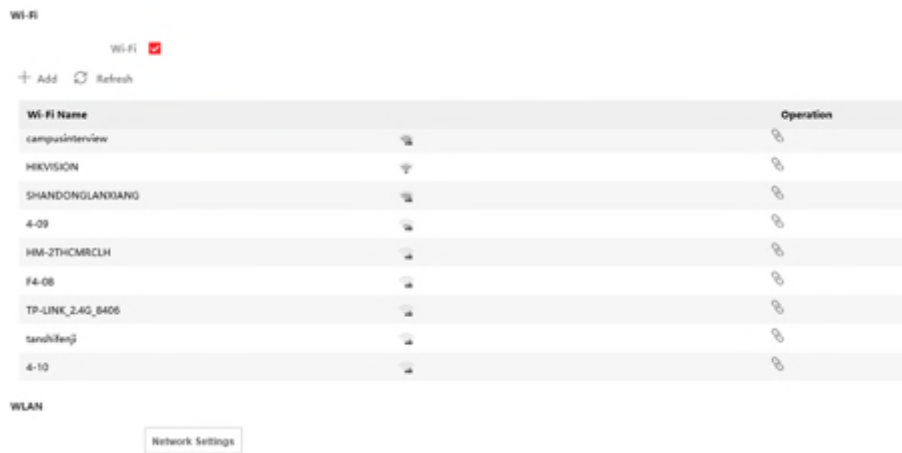 Wi-Fi
Wi-Fi
+ Add Refresh
Wi-Fi Name Operation
campusinterview
HIKVISION
SHANDONGLANXIANG
4-09
HM-2THCMRCLH
F4-08
TP-LINK_2.4G_8406
tanshifenji
4-10
WLAN
Network Settings